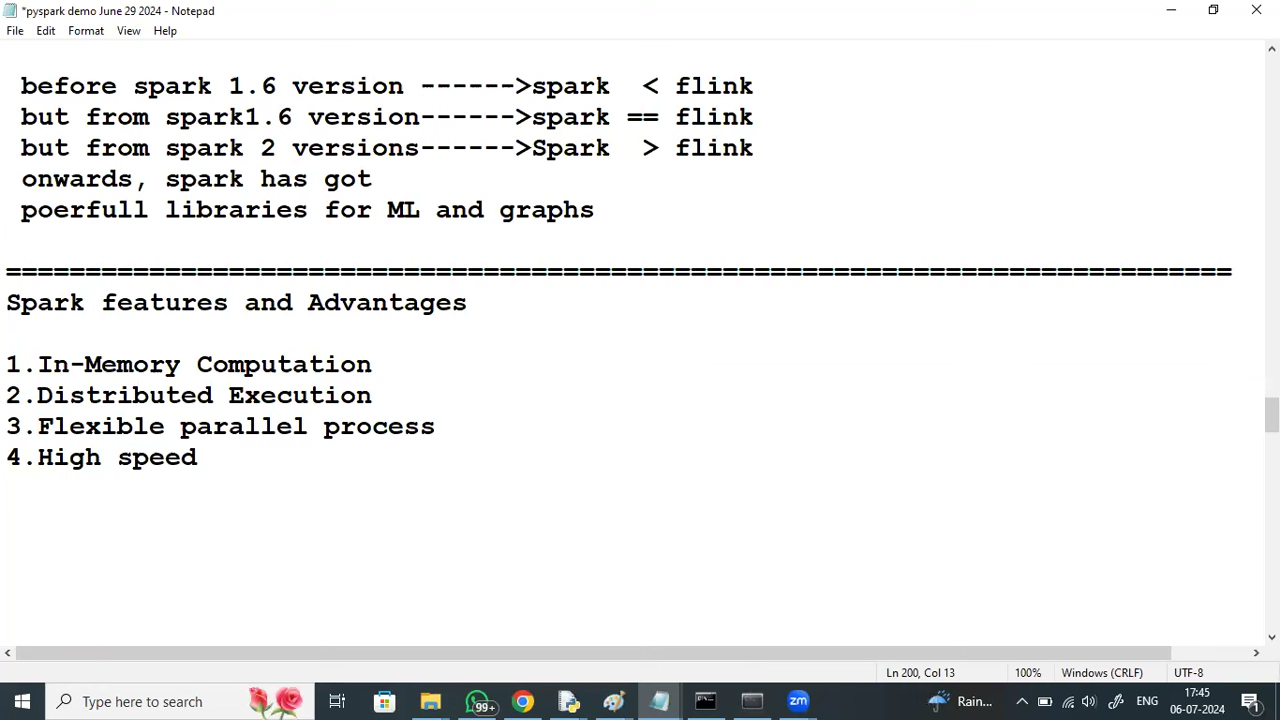 *pyspark demo June 29 2024 - Notepad
File Edit Format View Help
before spark 1.6 version ------>spark < flink
but from spark1.6 version------>spark == flink
but from spark 2 versions------>Spark > flink
onwards, spark has got
poerfull libraries for ML and graphs
=============================================================================
Spark features and Advantages
1.In-Memory Computation
2.Distributed Execution
3.Flexible parallel process
4.High speed
Ln 200, Col 13 100% Windows (CRLF) UTF-8
Type here to search 99+ zm Rain... ENG 17:45
06-07-2024 1